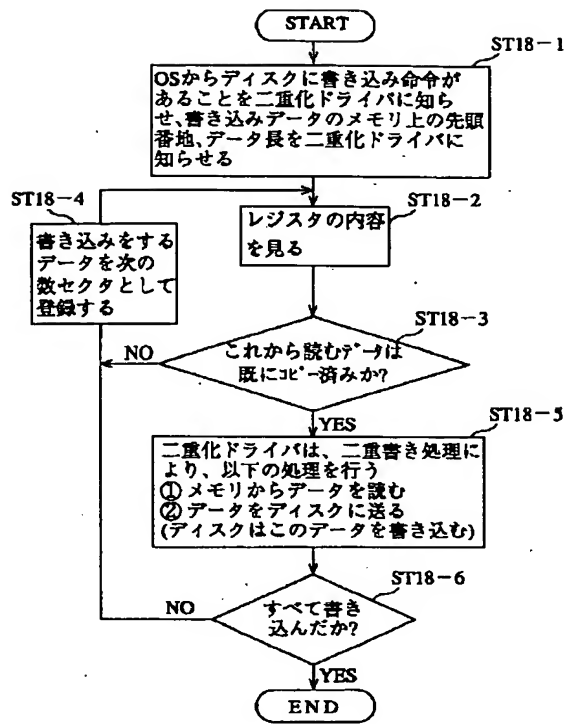 START
ST18-1
OSからディスクに書き込み命令が
あることを二重化ドライバに知ら
せ、書き込みデータのメモリ上の先頭
番地、データ長を二重化ドライバに
知らせる
ST18-4
書き込みをする
データを次の
数セクタとして
登録する
ST18-2
レジスタの内容
を見る
ST18-3
これから読むデータは
既にコピー済みか?
NO
YES
ST18-5
二重化ドライバは、二重書き処理に
より、以下の処理を行う
① メモリからデータを読む
② データをディスクに送る
(ディスクはこのデータを書き込む)
ST18-6
すべて書き
込んだか?
NO
YES
END